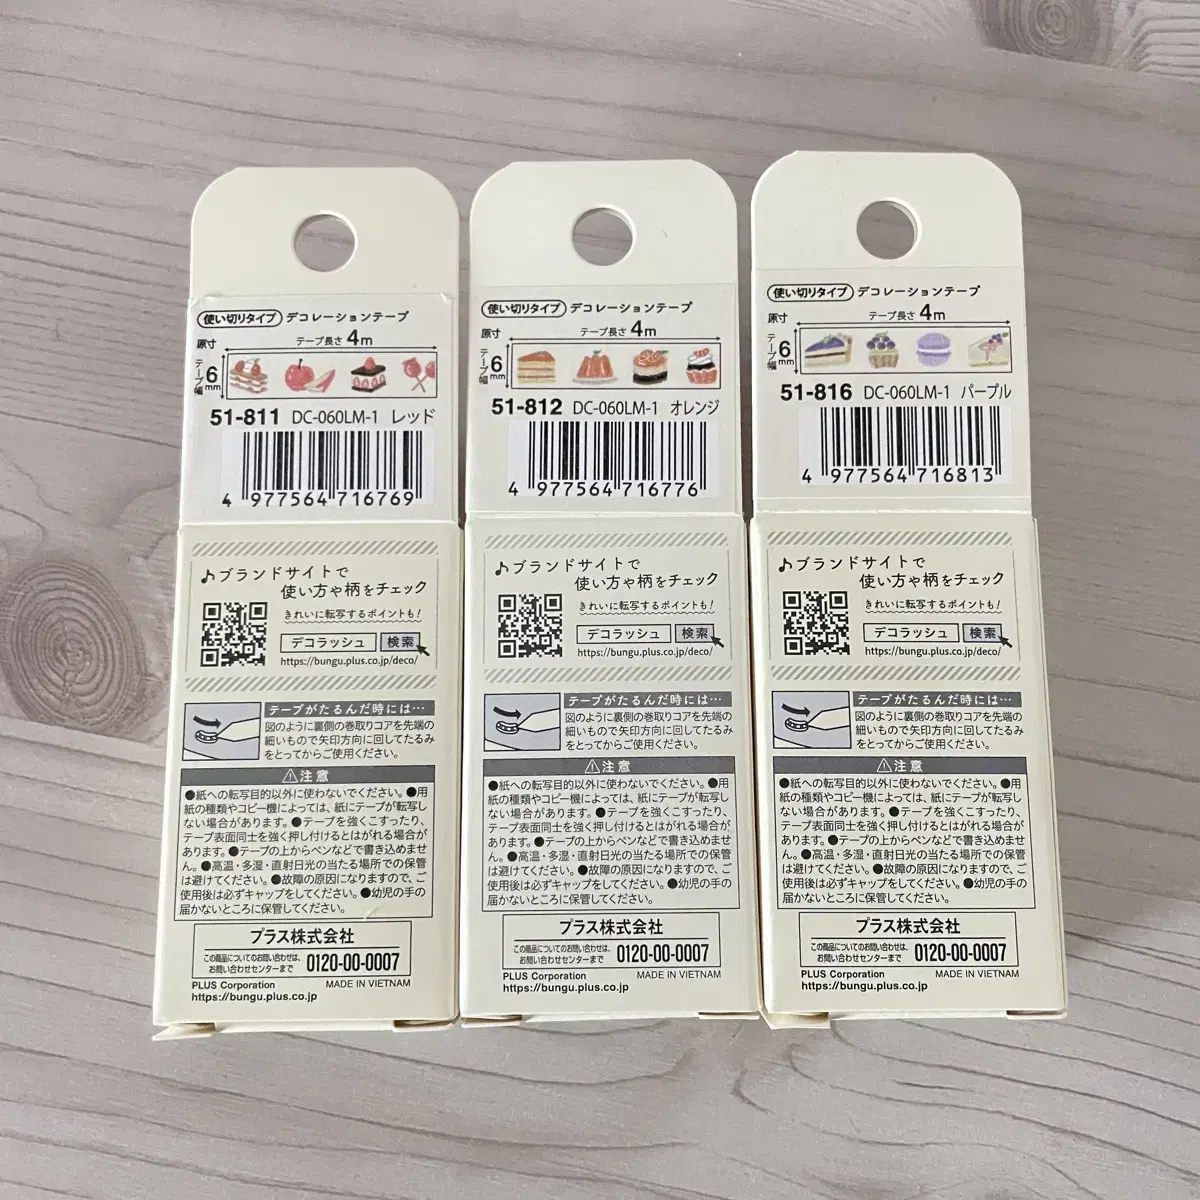 使い切りタイプ デコレーションテープ
原寸
テープ長さ 4m
テープ幅 6mm
51-811 DC-060LM-1 レッド
4 977564 716769
♪ブランドサイトで
使い方や柄をチェック
きれいに転写するポイントも!
デコラッシュ 検索
https://bungu.plus.co.jp/deco/
テープがたるんだ時には…
図のように裏側の巻取りコアを先端の
細いもので矢印方向に回してたるみ
をとってからご使用ください。
⚠注意
●紙への転写目的以外に使わないでください。●用
紙の種類やコピー機によっては、紙にテープが転写し
ない場合があります。●テープを強くこすったり、
テープ表面同士を強く押し付けるとはがれる場合が
あります。●テープの上からペンなどで書き込めませ
ん。●高温・多湿・直射日光の当たる場所での保管
は避けてください。●故障の原因になりますので、ご
使用後は必ずキャップをしてください。●幼児の手の
届かないところに保管してください。
プラス株式会社
この商品についてのお問い合わせは、
お問い合わせセンターまで 0120-00-0007
PLUS Corporation MADE IN VIETNAM
https://bungu.plus.co.jp
使い切りタイプ デコレーションテープ
原寸
テープ長さ 4m
テープ幅 6mm
51-812 DC-060LM-1 オレンジ
4 977564 716776
♪ブランドサイトで
使い方や柄をチェック
きれいに転写するポイントも!
デコラッシュ 検索
https://bungu.plus.co.jp/deco/
テープがたるんだ時には…
図のように裏側の巻取りコアを先端の
細いもので矢印方向に回してたるみ
をとってからご使用ください。
⚠注意
●紙への転写目的以外に使わないでください。●用
紙の種類やコピー機によっては、紙にテープが転写し
ない場合があります。●テープを強くこすったり、
テープ表面同士を強く押し付けるとはがれる場合が
あります。●テープの上からペンなどで書き込めませ
ん。●高温・多湿・直射日光の当たる場所での保管
は避けてください。●故障の原因になりますので、ご
使用後は必ずキャップをしてください。●幼児の手の
届かないところに保管してください。
プラス株式会社
この商品についてのお問い合わせは、
お問い合わせセンターまで 0120-00-0007
PLUS Corporation MADE IN VIETNAM
https://bungu.plus.co.jp
使い切りタイプ デコレーションテープ
原寸
テープ長さ 4m
テープ幅 6mm
51-816 DC-060LM-1 パープル
4 977564 716813
♪ブランドサイトで
使い方や柄をチェック
きれいに転写するポイントも!
デコラッシュ 検索
https://bungu.plus.co.jp/deco/
テープがたるんだ時には…
図のように裏側の巻取りコアを先端の
細いもので矢印方向に回してたるみ
をとってからご使用ください。
⚠注意
●紙への転写目的以外に使わないでください。●用
紙の種類やコピー機によっては、紙にテープが転写し
ない場合があります。●テープを強くこすったり、
テープ表面同士を強く押し付けるとはがれる場合が
あります。●テープの上からペンなどで書き込めませ
ん。●高温・多湿・直射日光の当たる場所での保管
は避けてください。●故障の原因になりますので、ご
使用後は必ずキャップをしてください。●幼児の手の
届かないところに保管してください。
プラス株式会社
この商品についてのお問い合わせは、
お問い合わせセンターまで 0120-00-0007
PLUS Corporation MADE IN VIETNAM
https://bungu.plus.co.jp